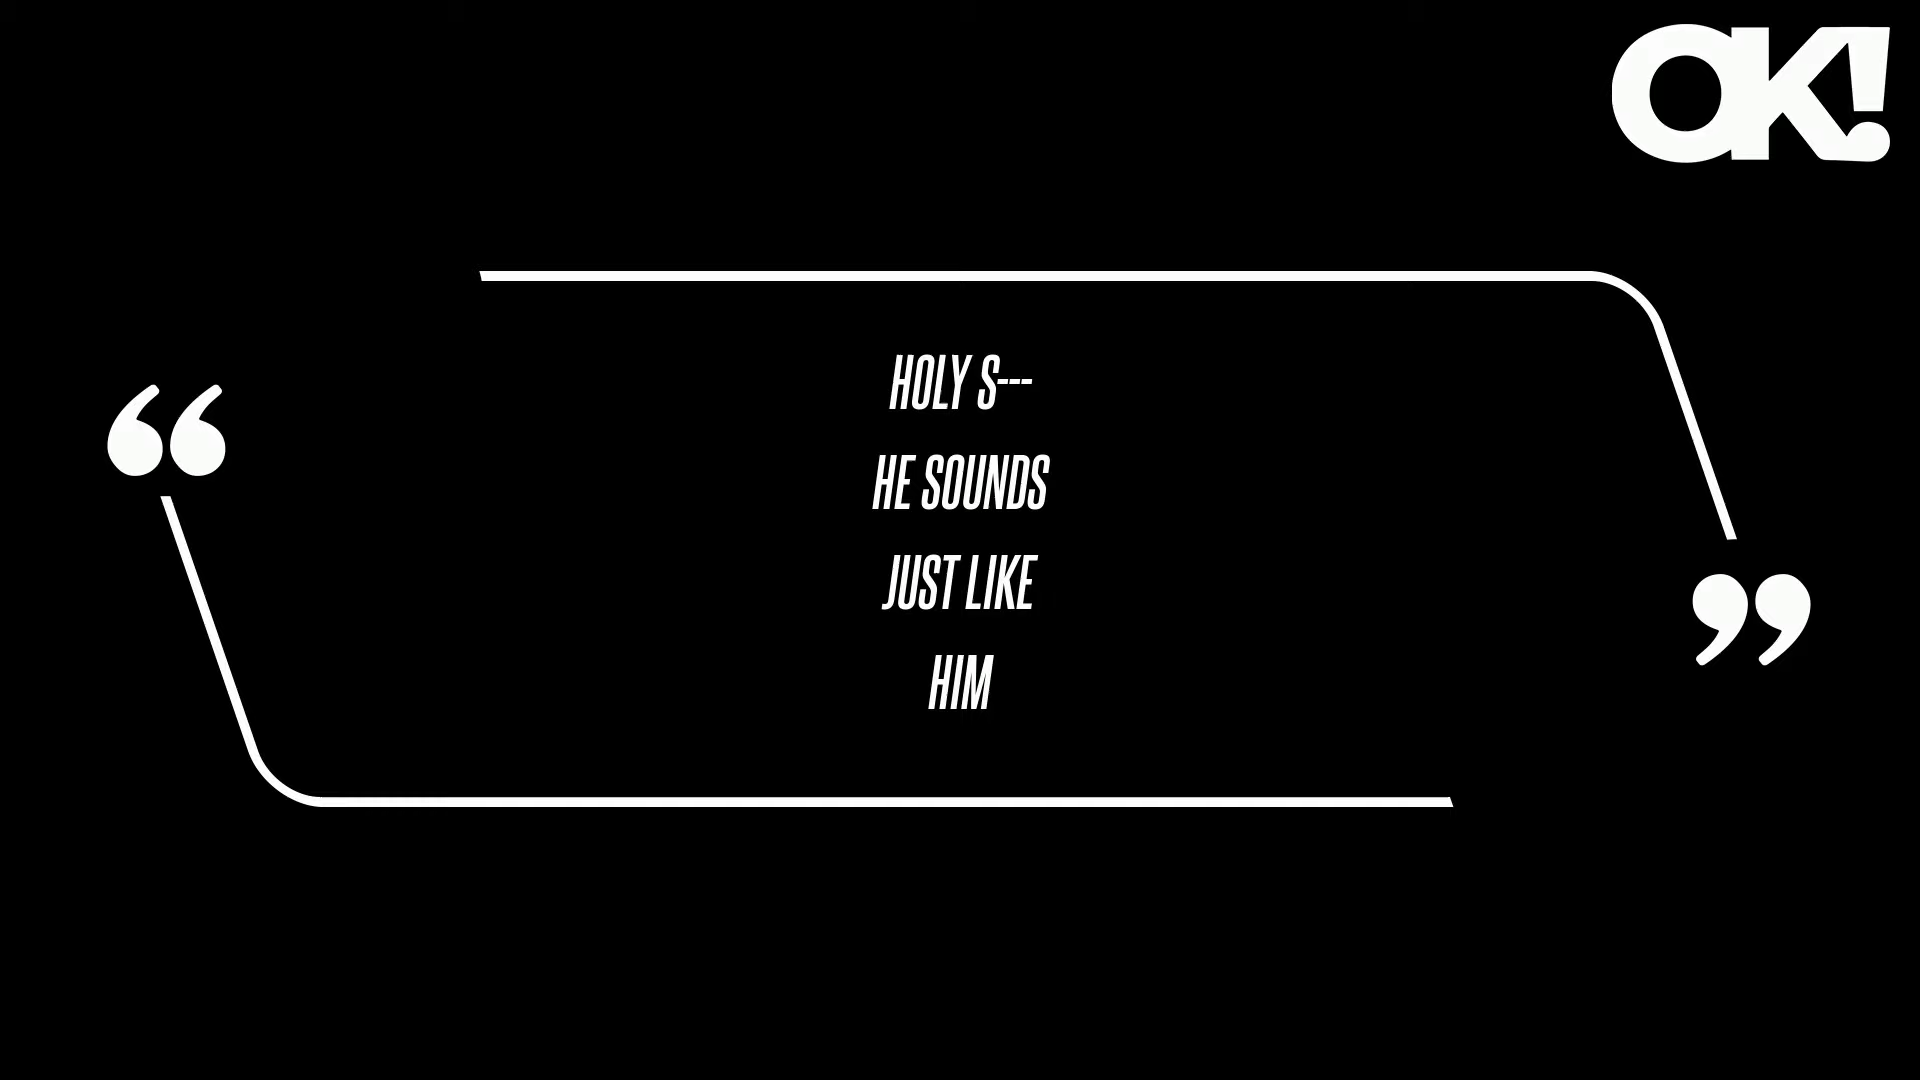 OK!
“
HOLY S---
HE SOUNDS
JUST LIKE
HIM
”